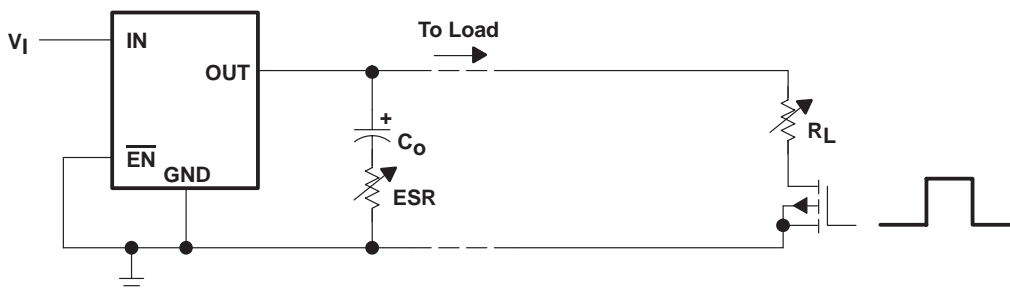 To Load
VI
IN
OUT
+
Co
RL
EN
GND
ESR